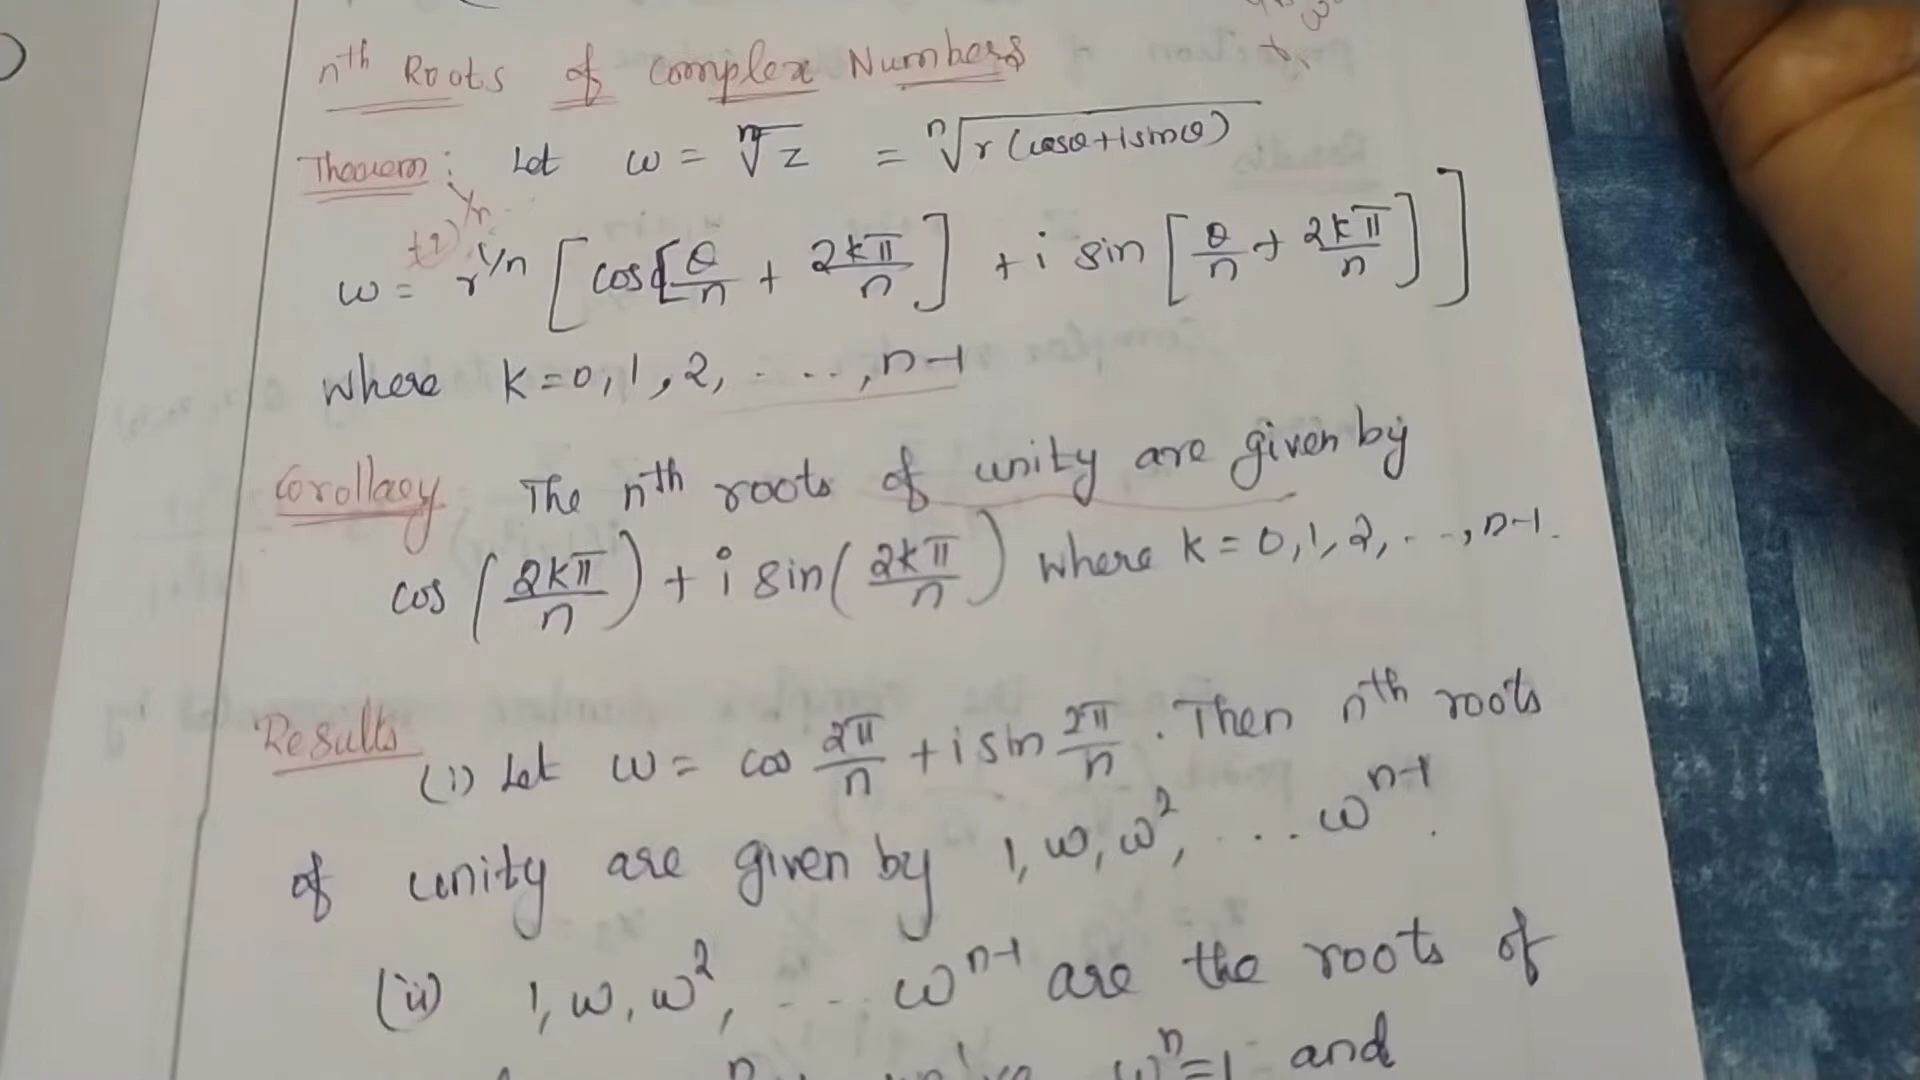 nth Roots of Complex Numbers
Theorem: Let ω = ⁿ√z = ⁿ√r(cosθ+isinθ)
ω = r^1/n [cos[θ/n + 2kπ/n] + i sin [θ/n + 2kπ/n]]
where k=0,1,2, ....,n-1
Corollary The nth roots of unity are given by
cos (2kπ/n) + i sin(2kπ/n) where k=0,1,2,...,n-1.
Results
(i) Let ω = cos 2π/n + i sin 2π/n. Then nth roots
of unity are given by 1, ω, ω², ... ω^n-1.
(ii) 1, ω, ω², .... ω^n-1 are the roots of
ω^n=1 and